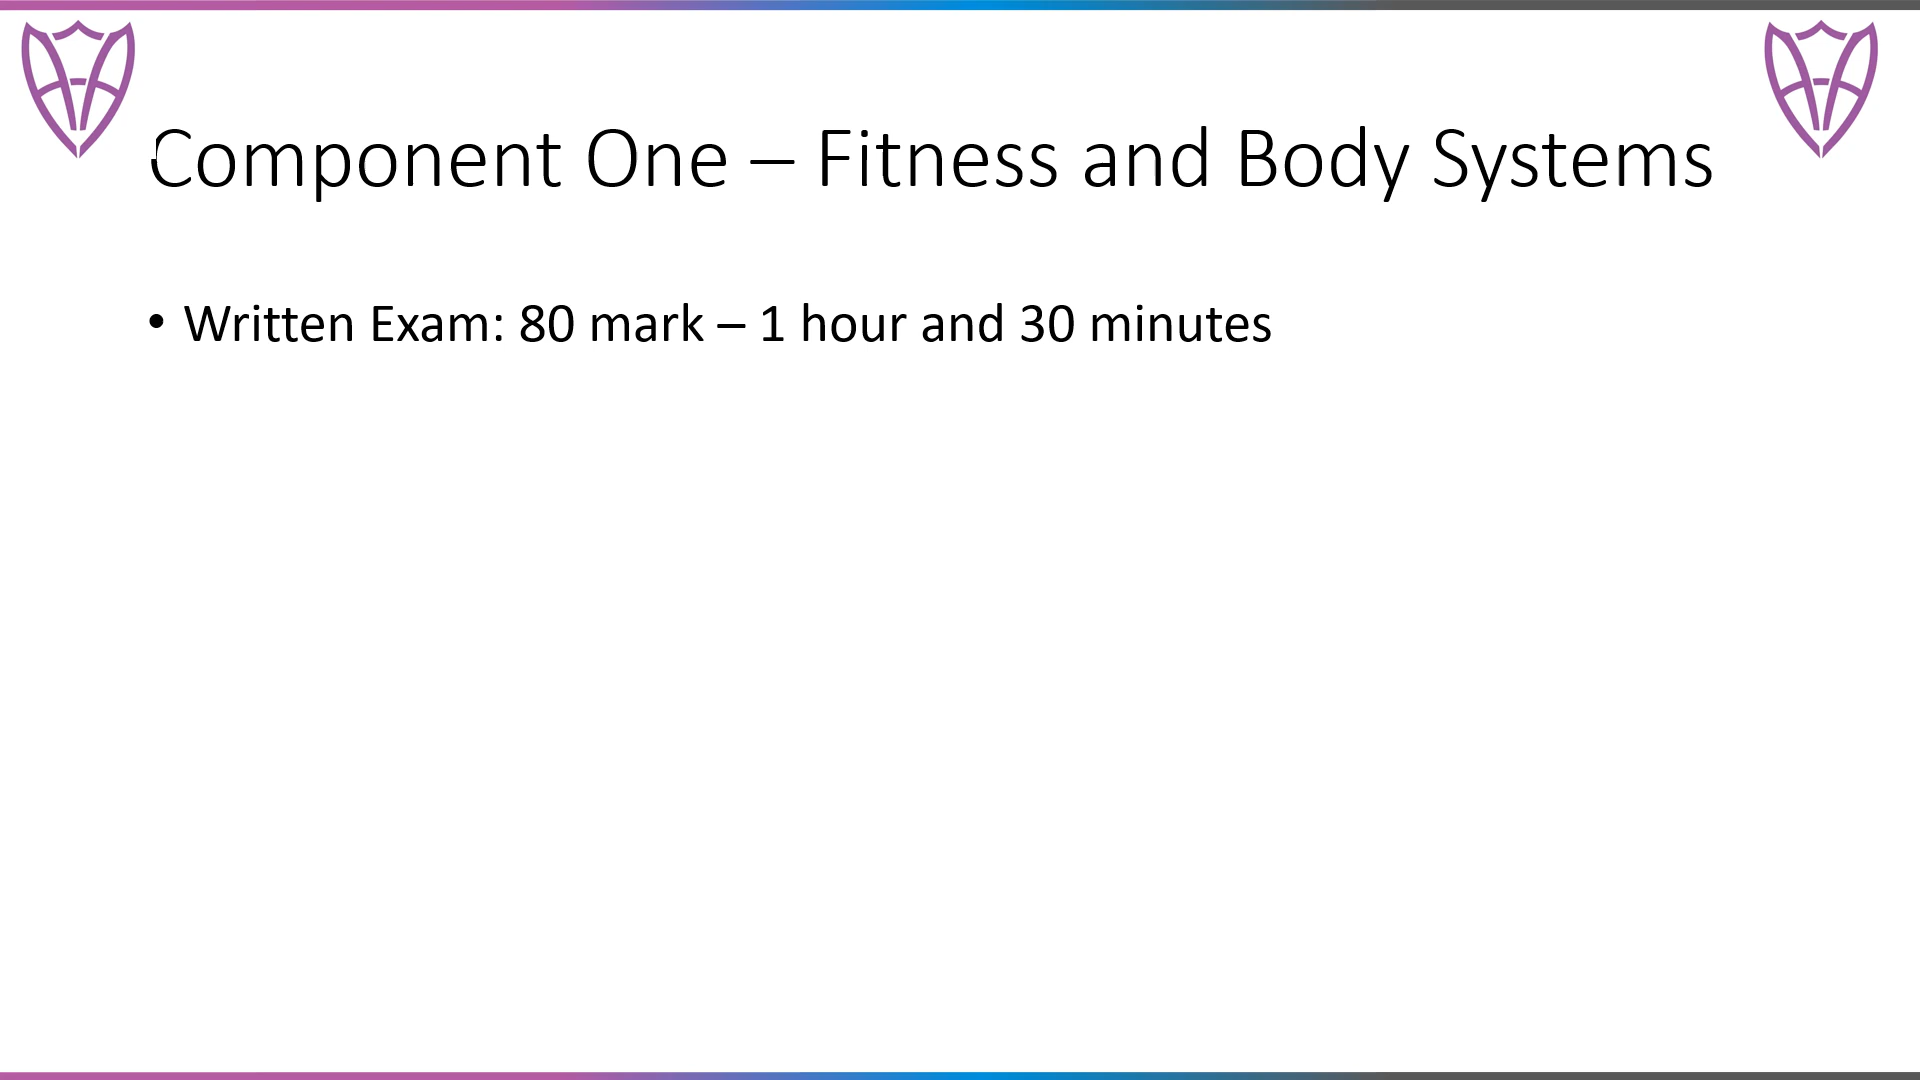 Component One – Fitness and Body Systems
• Written Exam: 80 mark – 1 hour and 30 minutes